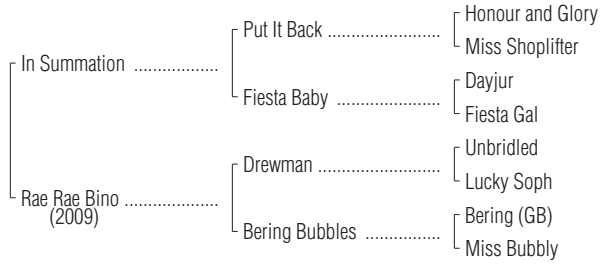 Honour and Glory
Put It Back ....................
Miss Shoplifter
In Summation ...............
Dayjur
Fiesta Baby ..................
Fiesta Gal
Unbridled
Drewman ......................
Lucky Soph
Rae Rae Bino .................
(2009)
Bering (GB)
Bering Bubbles .............
Miss Bubbly